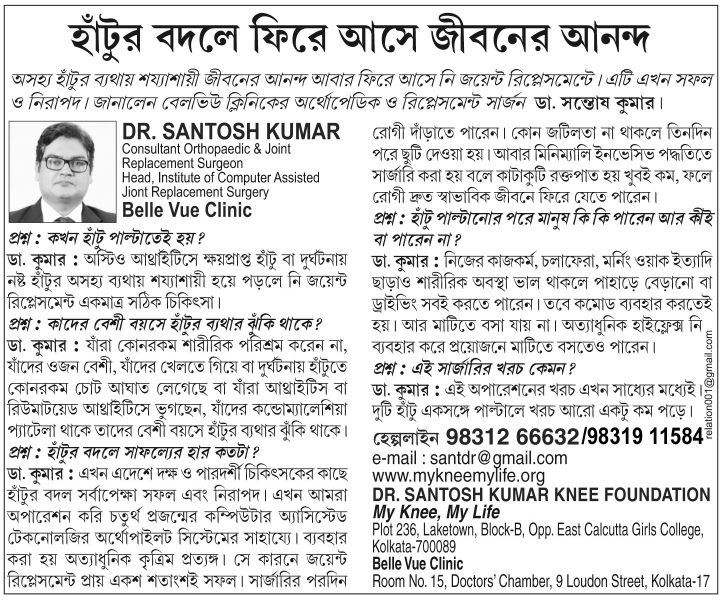 হাঁটুর বদলে ফিরে আসে জীবনের আনন্দ
অসহ্য হাঁটুর ব্যথায় শয্যাশায়ী জীবনের আনন্দ আবার ফিরে আসে নি জয়েন্ট রিপ্লেসমেন্টে। এটি এখন সফল
ও নিরাপদ। জানালেন বেলভিউ ক্লিনিকের অর্থোপেডিক ও রিপ্লেসমেন্ট সার্জন ডা. সন্তোষ কুমার।
DR. SANTOSH KUMAR
Consultant Orthopaedic & Joint
Replacement Surgeon
Head, Institute of Computer Assisted
Jiont Replacement Surgery
Belle Vue Clinic
প্রশ্ন : কখন হাঁটু পাল্টাতেই হয়?
ডা. কুমার : অস্টিও আর্থ্রাইটিসে ক্ষয়প্রাপ্ত হাঁটু বা দুর্ঘটনায়
নষ্ট হাঁটুর অসহ্য ব্যথায় শয্যাশায়ী হয়ে পড়লে নি জয়েন্ট
রিপ্লেসমেন্ট একমাত্র সঠিক চিকিৎসা।
প্রশ্ন : কাদের বেশী বয়সে হাঁটুর ব্যথার ঝুঁকি থাকে?
ডা. কুমার : যাঁরা কোনরকম শারীরিক পরিশ্রম করেন না,
যাঁদের ওজন বেশী, যাঁদের খেলতে গিয়ে বা দুর্ঘটনায় হাঁটুতে
কোনরকম চোট আঘাত লেগেছে বা যাঁরা আর্থ্রাইটিস বা
রিউমাটয়েড আর্থ্রাইটিসে ভুগছেন, যাঁদের কন্ডোম্যালেশিয়া
প্যাটেলা থাকে তাদের বেশী বয়সে হাঁটুর ব্যথার ঝুঁকি থাকে।
প্রশ্ন : হাঁটুর বদলে সাফল্যের হার কতটা?
ডা. কুমার : এখন এদেশে দক্ষ ও পারদর্শী চিকিৎসকের কাছে
হাঁটুর বদল সর্বাপেক্ষা সফল এবং নিরাপদ। এখন আমরা
অপারেশন করি চতুর্থ প্রজন্মের কম্পিউটার অ্যাসিস্টেড
টেকনোলজির অর্থোপাইলট সিস্টেমের সাহায্যে। ব্যবহার
করা হয় অত্যাধুনিক কৃত্রিম প্রত্যঙ্গ। সে কারনে জয়েন্ট
রিপ্লেসমেন্ট প্রায় একশ শতাংশই সফল। সার্জারির পরদিন
রোগী দাঁড়াতে পারেন। কোন জটিলতা না থাকলে তিনদিন
পরে ছুটি দেওয়া হয়। আবার মিনিম্যালি ইনভেসিভ পদ্ধতিতে
সার্জারি করা হয় বলে কাটাকুটি রক্তপাত হয় খুবই কম, ফলে
রোগী দ্রুত স্বাভাবিক জীবনে ফিরে যেতে পারেন।
প্রশ্ন : হাঁটু পাল্টানোর পরে মানুষ কি কি পারেন আর কীই
বা পারেন না?
ডা. কুমার : নিজের কাজকর্ম, চলাফেরা, মর্নিং ওয়াক ইত্যাদি
ছাড়াও শারীরিক অবস্থা ভাল থাকলে পাহাড়ে বেড়ানো বা
ড্রাইভিং সবই করতে পারেন। তবে কমোড ব্যবহার করতেই
হয়। আর মাটিতে বসা যায় না। অত্যাধুনিক হাইফ্লেক্স নি
ব্যবহার করে প্রয়োজনে মাটিতে বসতেও পারেন।
প্রশ্ন : এই সার্জারির খরচ কেমন?
ডা. কুমার : এই অপারেশনের খরচ এখন সাধ্যের মধ্যেই।
দুটি হাঁটু একসঙ্গে পাল্টালে খরচ আরো একটু কম পড়ে।
হেল্পলাইন 98312 66632/98319 11584
e-mail : santdr@gmail.com
www.mykneemylife.org
DR. SANTOSH KUMAR KNEE FOUNDATION
My Knee, My Life
Plot 236, Laketown, Block-B, Opp. East Calcutta Girls College,
Kolkata-700089
Belle Vue Clinic
Room No. 15, Doctors' Chamber, 9 Loudon Street, Kolkata-17
relation001@gmail.com